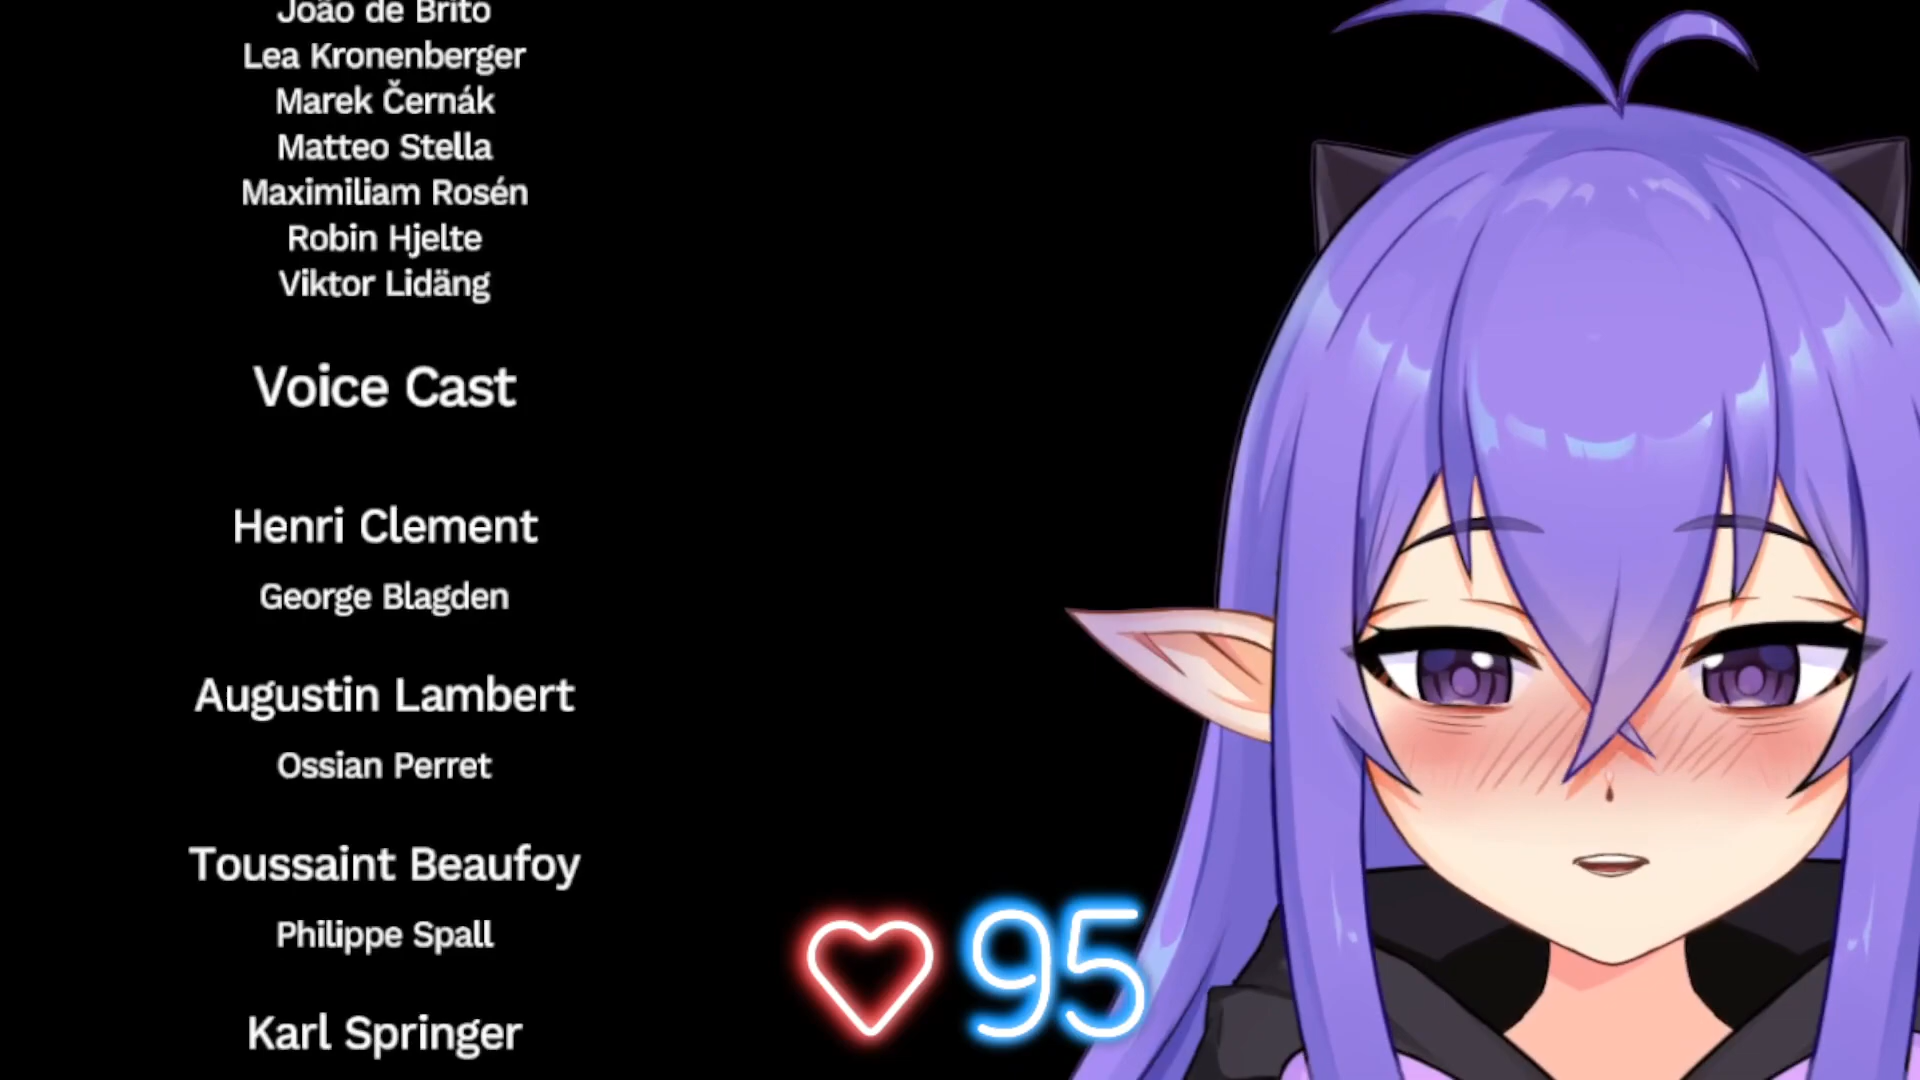 João de Brito
Lea Kronenberger
Marek Černák
Matteo Stella
Maximiliam Rosén
Robin Hjelte
Viktor Lidäng
Voice Cast
Henri Clement
George Blagden
Augustin Lambert
Ossian Perret
Toussaint Beaufoy
Philippe Spall
Karl Springer
95